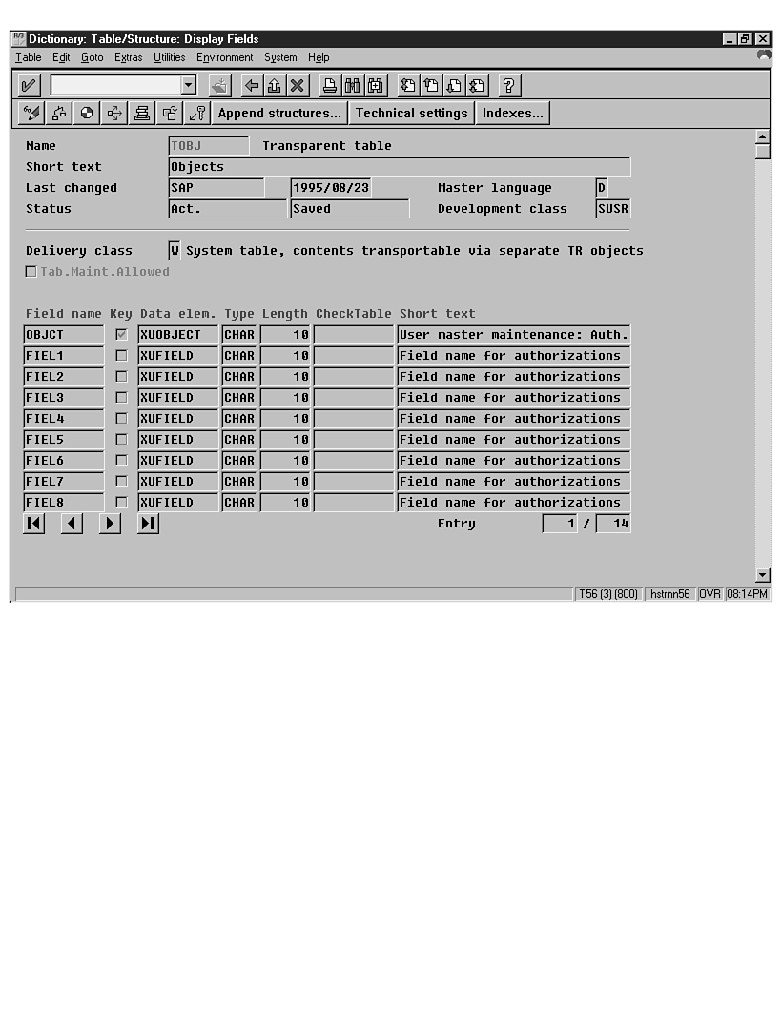 Dictionary: Table/Structure: Display Fields
Table Edit Goto Extras Utilities Environment System Help
Append structures... Technical settings Indexes...
Name TOBJ Transparent table
Short text Objects
Last changed SAP 1995/08/23 Master language D
Status Act. Saved Development class SUSR
Delivery class W System table, contents transportable via separate TR objects
Tab.Maint.Allowed
Field name Key Data elem. Type Length CheckTable Short text
OBJCT XUOBJECT CHAR 10 User master maintenance: Auth.
FIEL1 XUFIELD CHAR 10 Field name for authorizations
FIEL2 XUFIELD CHAR 10 Field name for authorizations
FIEL3 XUFIELD CHAR 10 Field name for authorizations
FIEL4 XUFIELD CHAR 10 Field name for authorizations
FIEL5 XUFIELD CHAR 10 Field name for authorizations
FIEL6 XUFIELD CHAR 10 Field name for authorizations
FIEL7 XUFIELD CHAR 10 Field name for authorizations
FIEL8 XUFIELD CHAR 10 Field name for authorizations
Entry 1 / 14
T56 (3) (800) OVR 08:14PM